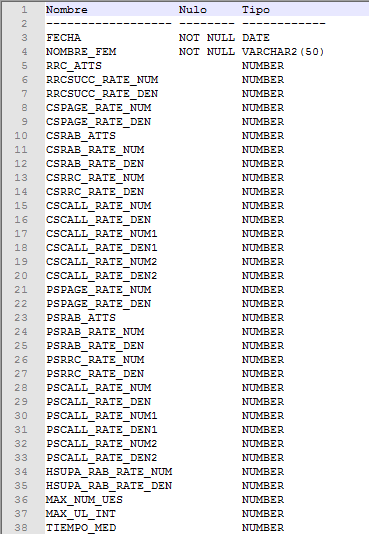 1 Nombre Nulo Tipo
2 ------------------ -------- ------------
3 FECHA NOT NULL DATE
4 NOMBRE_FEM NOT NULL VARCHAR2(50)
5 RRC_ATTS NUMBER
6 RRCSUCC_RATE_NUM NUMBER
7 RRCSUCC_RATE_DEN NUMBER
8 CSPAGE_RATE_NUM NUMBER
9 CSPAGE_RATE_DEN NUMBER
10 CSRAB_ATTS NUMBER
11 CSRAB_RATE_NUM NUMBER
12 CSRAB_RATE_DEN NUMBER
13 CSRRC_RATE_NUM NUMBER
14 CSRRC_RATE_DEN NUMBER
15 CSCALL_RATE_NUM NUMBER
16 CSCALL_RATE_DEN NUMBER
17 CSCALL_RATE_NUM1 NUMBER
18 CSCALL_RATE_DEN1 NUMBER
19 CSCALL_RATE_NUM2 NUMBER
20 CSCALL_RATE_DEN2 NUMBER
21 PSPAGE_RATE_NUM NUMBER
22 PSPAGE_RATE_DEN NUMBER
23 PSRAB_ATTS NUMBER
24 PSRAB_RATE_NUM NUMBER
25 PSRAB_RATE_DEN NUMBER
26 PSRRC_RATE_NUM NUMBER
27 PSRRC_RATE_DEN NUMBER
28 PSCALL_RATE_NUM NUMBER
29 PSCALL_RATE_DEN NUMBER
30 PSCALL_RATE_NUM1 NUMBER
31 PSCALL_RATE_DEN1 NUMBER
32 PSCALL_RATE_NUM2 NUMBER
33 PSCALL_RATE_DEN2 NUMBER
34 HSUPA_RAB_RATE_NUM NUMBER
35 HSUPA_RAB_RATE_DEN NUMBER
36 MAX_NUM_UES NUMBER
37 MAX_UL_INT NUMBER
38 TIEMPO_MED NUMBER